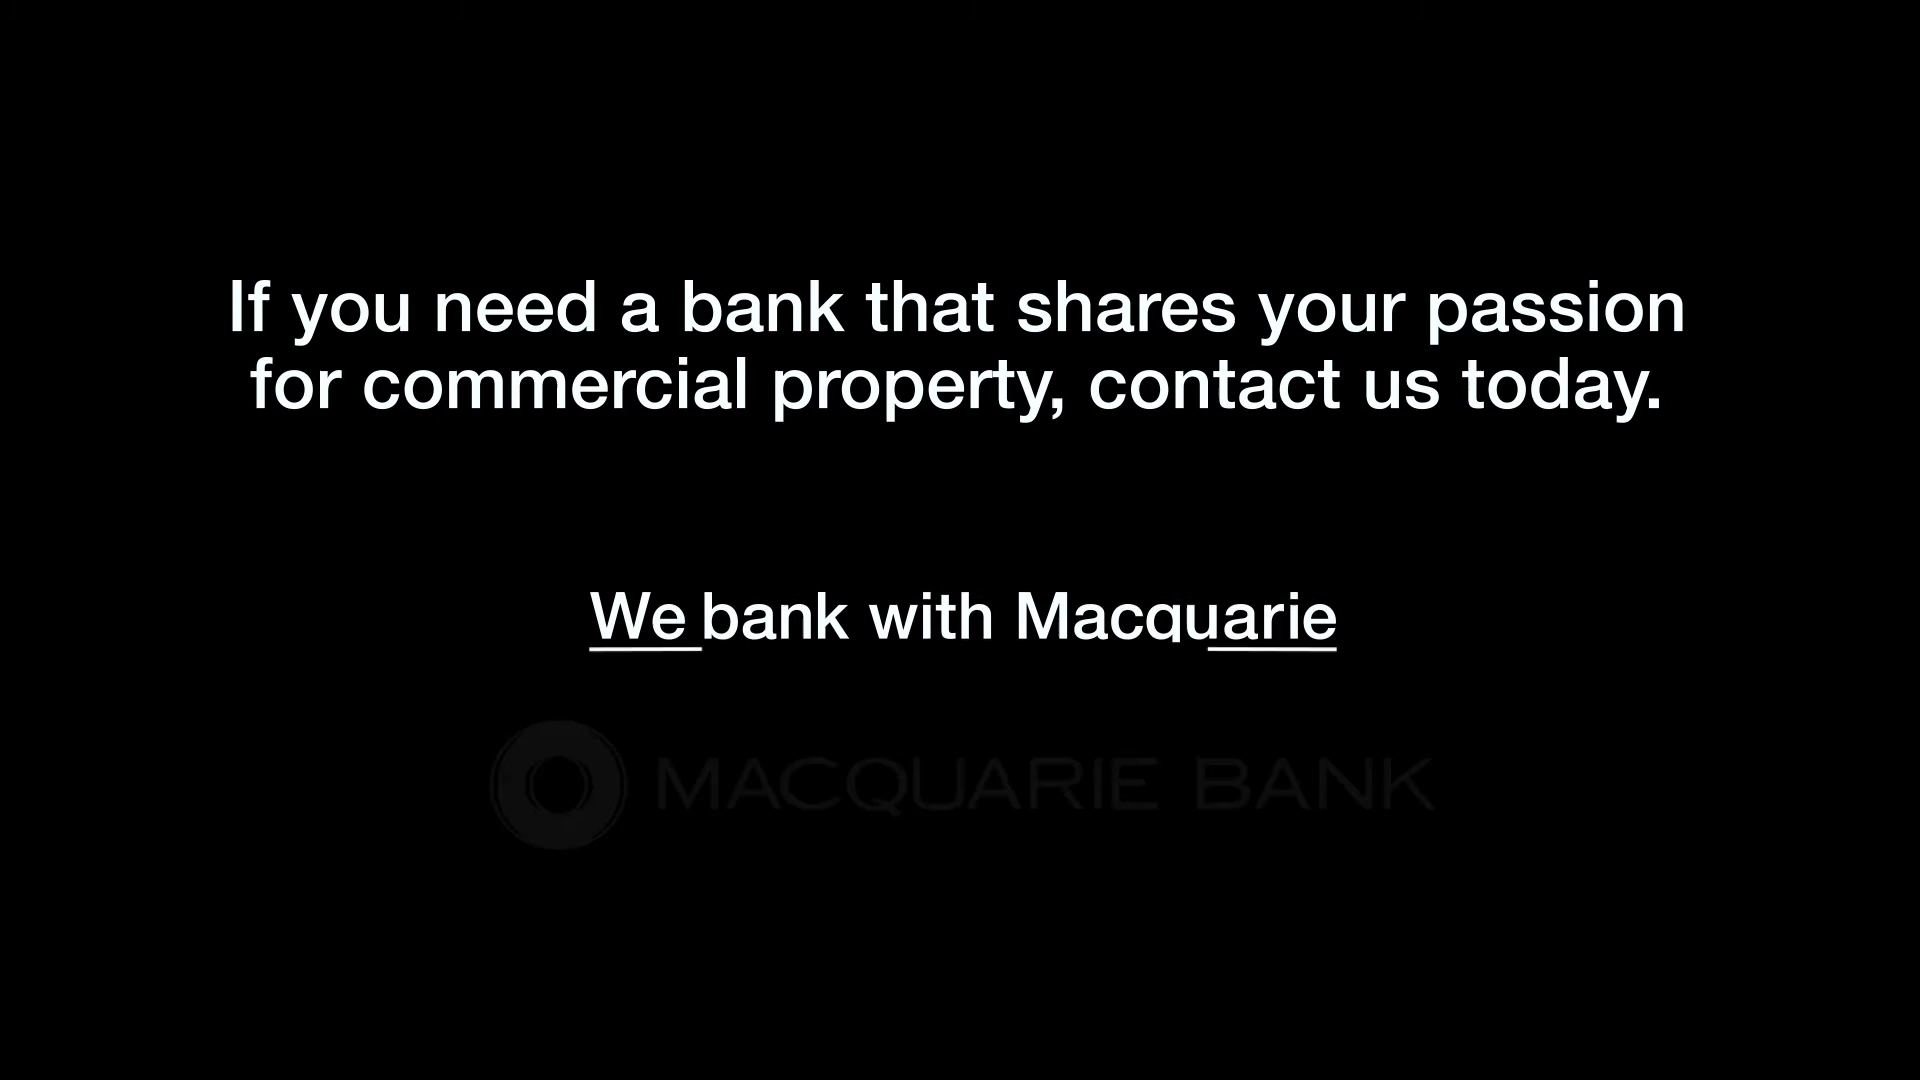 If you need a bank that shares your passion
for commercial property, contact us today.
We bank with Macquarie
MACQUARIE BANK